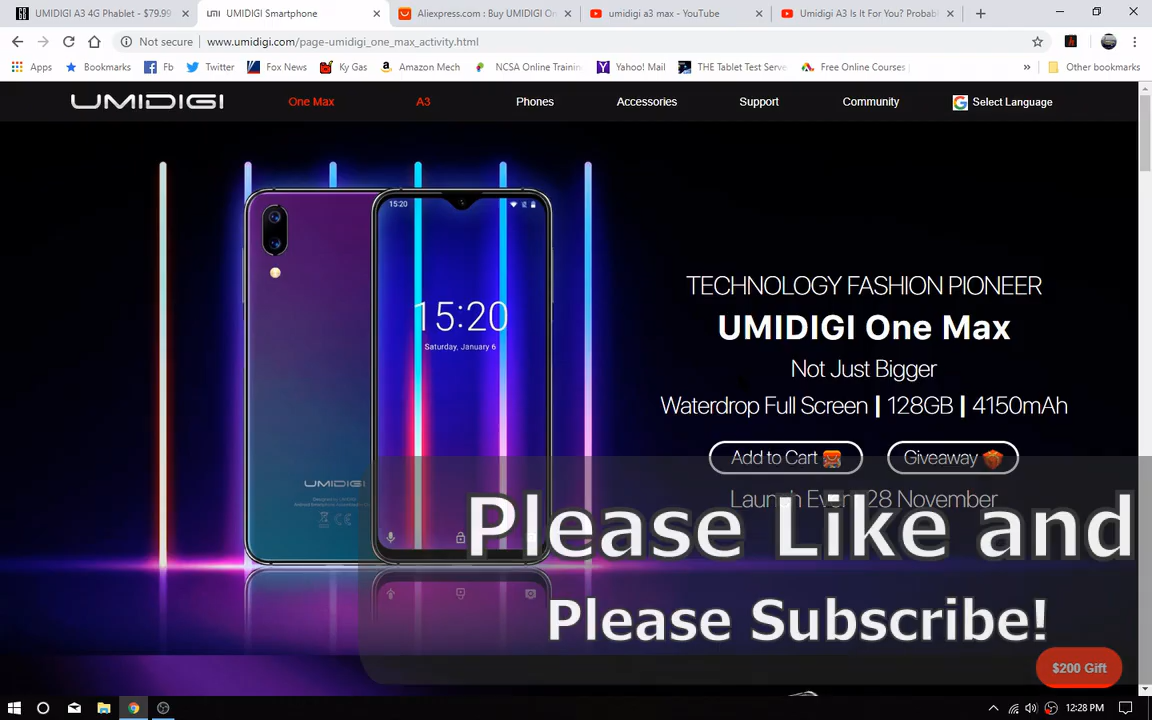 UMIDIGI A3 4G Phablet - $79.99
UMIDIGI Smartphone
Aliexpress.com : Buy UMIDIGI On
umidigi a3 max - YouTube
Umidigi A3 Is It For You? Probab
Not secure
www.umidigi.com/page-umidigi_one_max_activity.html
Apps
Bookmarks
Fb
Twitter
Fox News
Ky Gas
Amazon Mech
NCSA Online Trainin
Yahoo! Mail
THE Tablet Test Serve
Free Online Courses
Other bookmarks
UMIDIGI
One Max
A3
Phones
Accessories
Support
Community
Select Language
15:20
15:20
Saturday, January 6
UMIDIGI
TECHNOLOGY FASHION PIONEER
UMIDIGI One Max
Not Just Bigger
Waterdrop Full Screen | 128GB | 4150mAh
Add to Cart
Giveaway
Launch Event 28 November
Please Like and
Please Subscribe!
$200 Gift
12:28 PM